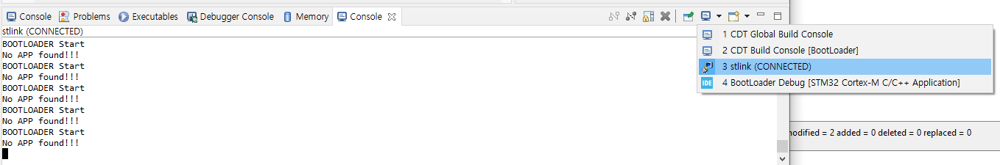 Console Problems Executables Debugger Console Memory Console
stlink (CONNECTED)
BOOTLOADER Start
No APP found!!!
BOOTLOADER Start
No APP found!!!
BOOTLOADER Start
No APP found!!!
BOOTLOADER Start
No APP found!!!
BOOTLOADER Start
No APP found!!!
1 CDT Global Build Console
2 CDT Build Console [BootLoader]
3 stlink (CONNECTED)
IDE 4 BootLoader Debug [STM32 Cortex-M C/C++ Application]
modified = 2 added = 0 deleted = 0 replaced = 0